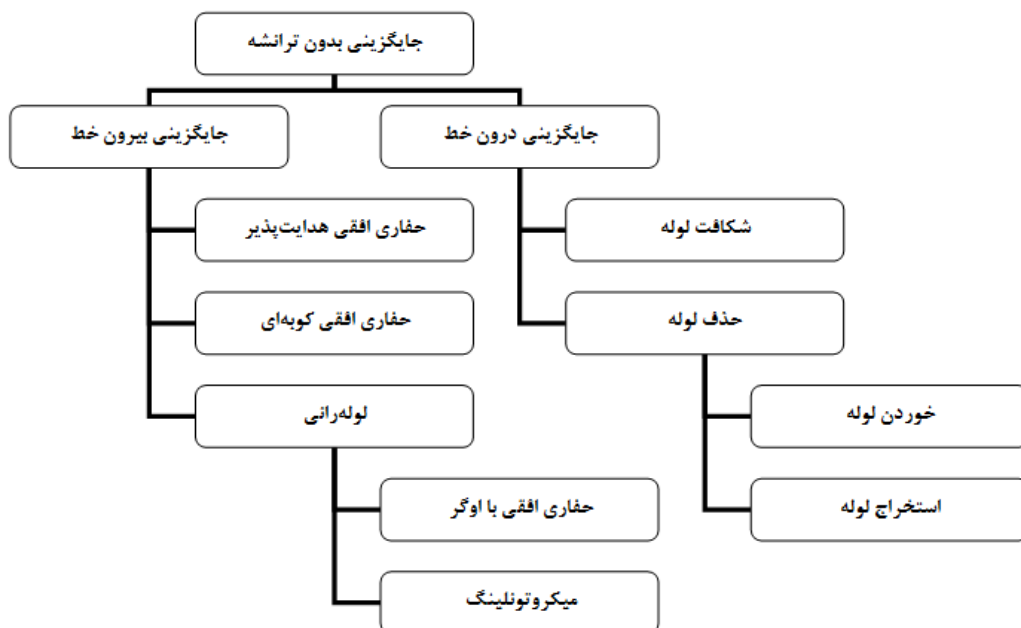 جایگزینی بدون ترانشه
جایگزینی درون خط
جایگزینی بیرون خط
شکافت لوله
حفاری افقی هدایت‌پذیر
حذف لوله
حفاری افقی کوبه‌ای
خوردن لوله
لوله‌رانی
استخراج لوله
حفاری افقی با اوگر
میکروتونلینگ